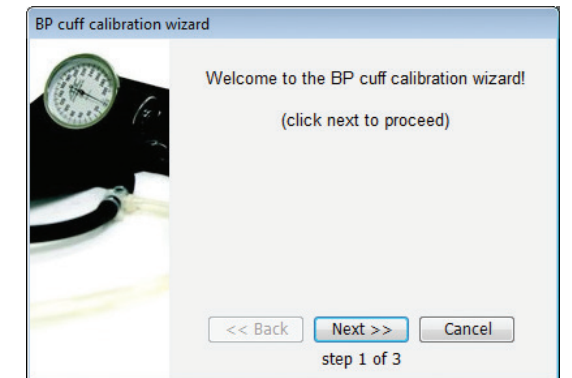 BP cuff calibration wizard
Welcome to the BP cuff calibration wizard!
(click next to proceed)
<< Back
Next >>
Cancel
step 1 of 3